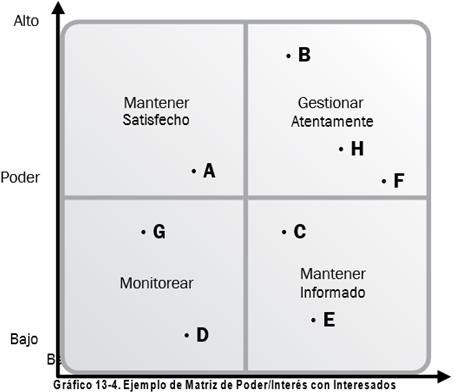 Alto
B
Mantener
Satisfecho
Gestionar
Atentamente
H
A
Poder
F
G
C
Monitorear
Mantener
Informado
E
D
Bajo
Gráfico 13-4. Ejemplo de Matriz de Poder/Interés con Interesados